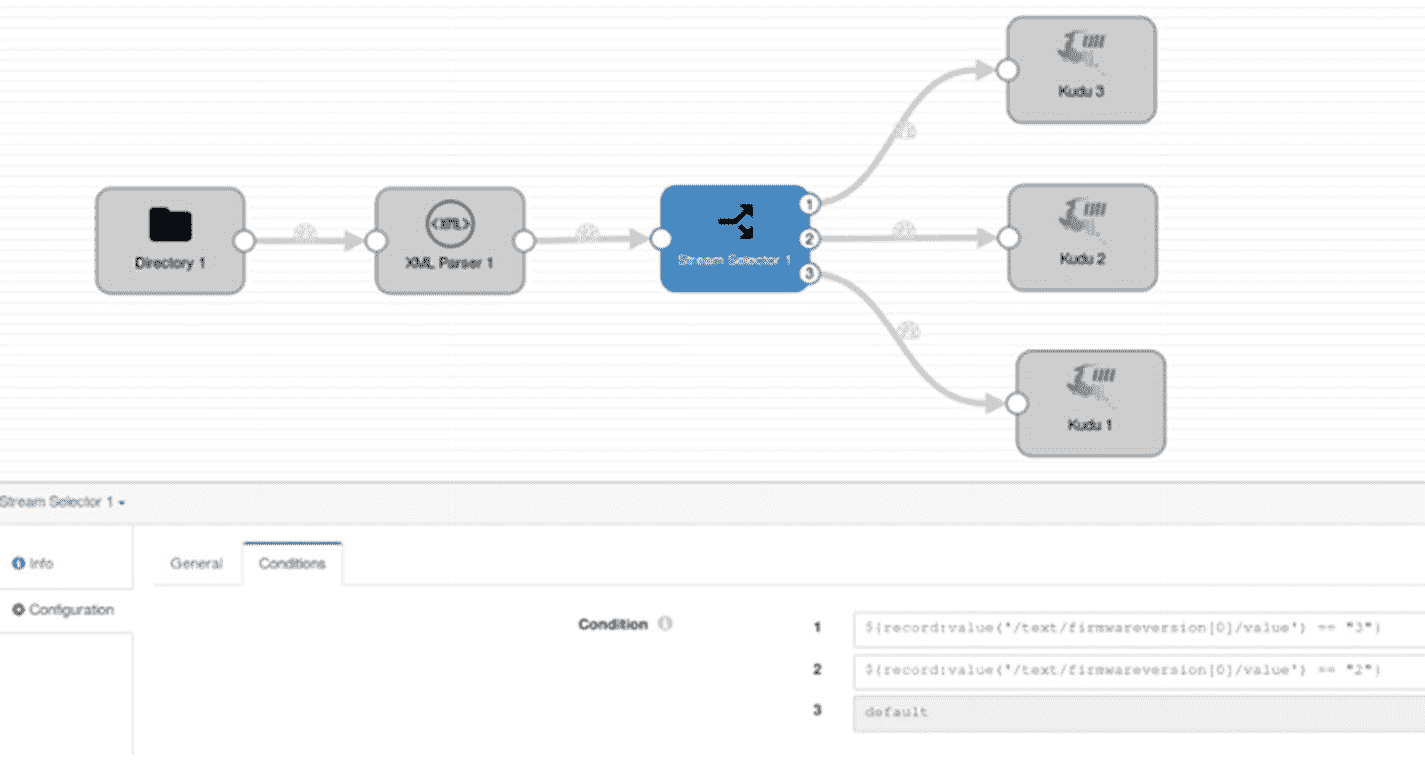 Kudu 3
1
Directory 1
<XML>
XML Parser 1
Stream Selector 1
2
3
Kudu 2
Kudu 1
Stream Selector 1
Info
General
Conditions
Configuration
Condition
1
${record:value('/text/firmwareversion[0]/value') == "3"}
2
${record:value('/text/firmwareversion[0]/value') == "2"}
3
default